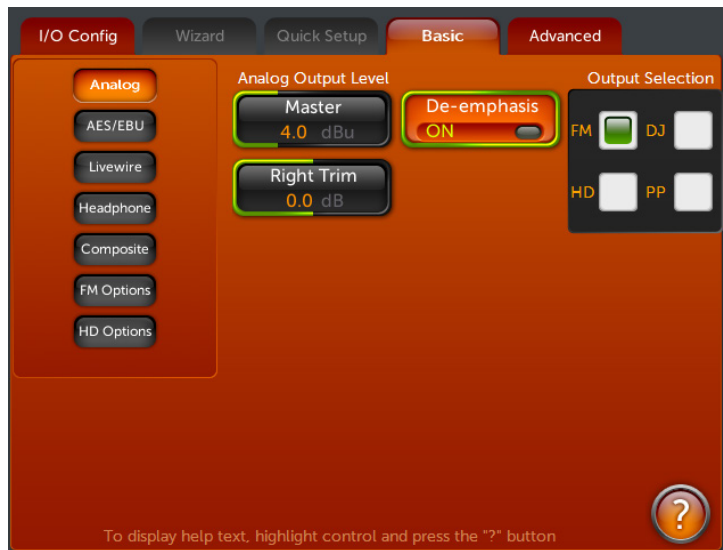 I/O Config
Wizard
Quick Setup
Basic
Advanced
Analog
AES/EBU
Livewire
Headphone
Composite
FM Options
HD Options
Analog Output Level
Master
4.0 dBu
Right Trim
0.0 dB
De-emphasis
ON
Output Selection
FM
DJ
HD
PP
To display help text, highlight control and press the "?" button
?